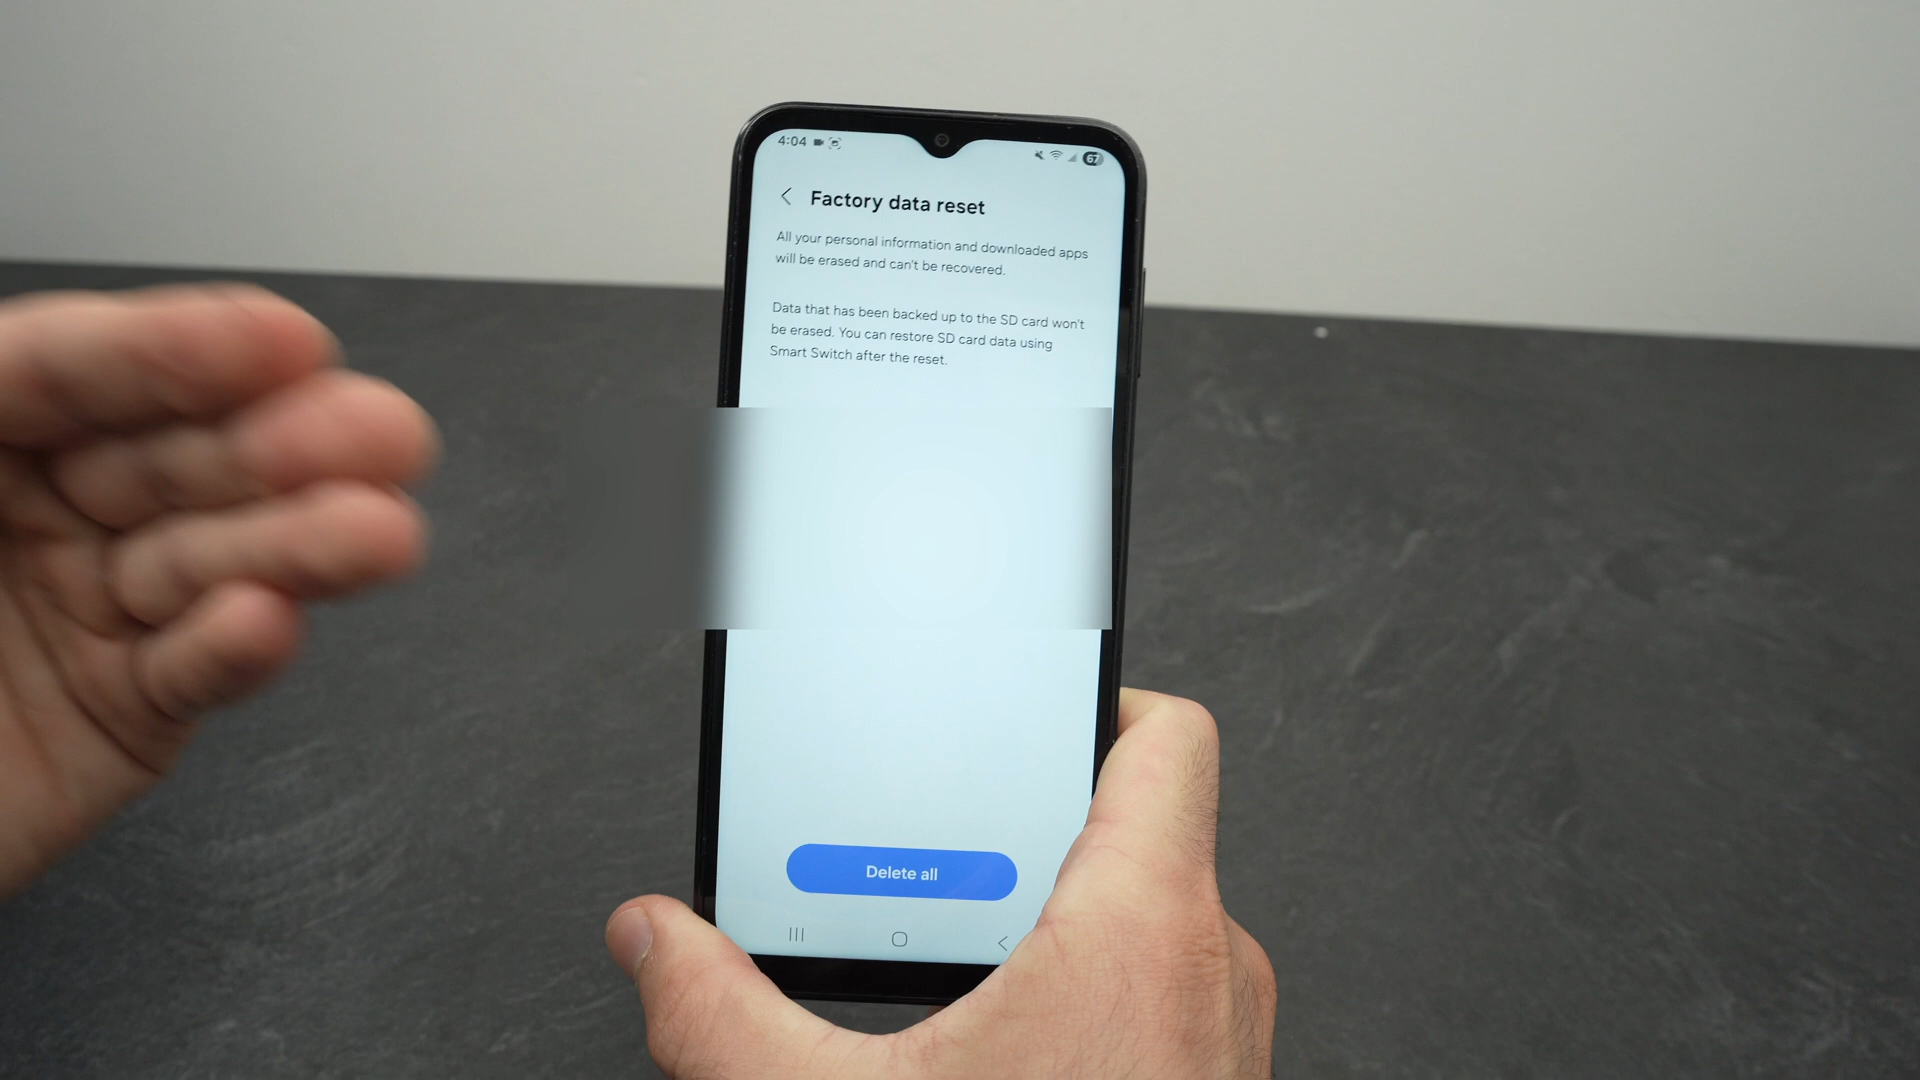 4:04
67
Factory data reset
All your personal information and downloaded apps
will be erased and can't be recovered.
Data that has been backed up to the SD card won't
be erased. You can restore SD card data using
Smart Switch after the reset.
Delete all